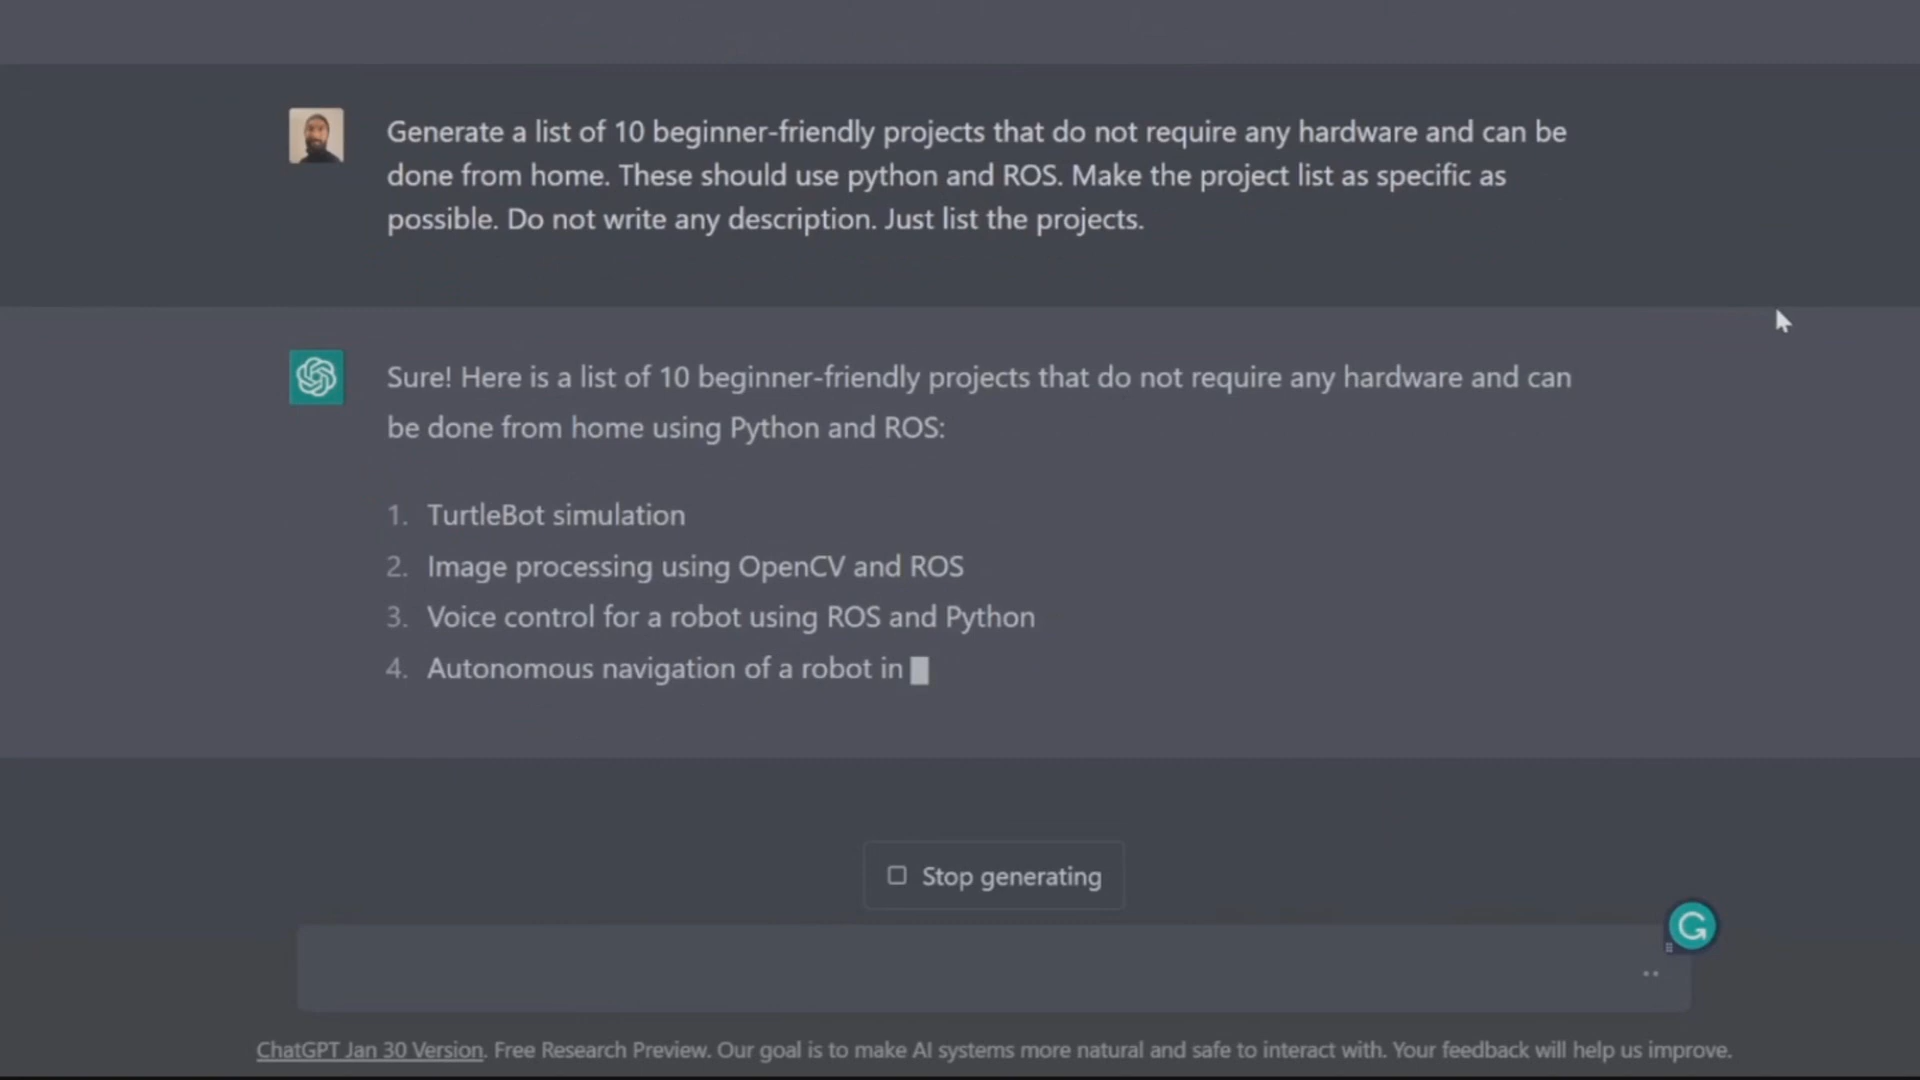 Generate a list of 10 beginner-friendly projects that do not require any hardware and can be
done from home. These should use python and ROS. Make the project list as specific as
possible. Do not write any description. Just list the projects.
Sure! Here is a list of 10 beginner-friendly projects that do not require any hardware and can
be done from home using Python and ROS:
1. TurtleBot simulation
2. Image processing using OpenCV and ROS
3. Voice control for a robot using ROS and Python
4. Autonomous navigation of a robot in
Stop generating
ChatGPT Jan 30 Version. Free Research Preview. Our goal is to make AI systems more natural and safe to interact with. Your feedback will help us improve.